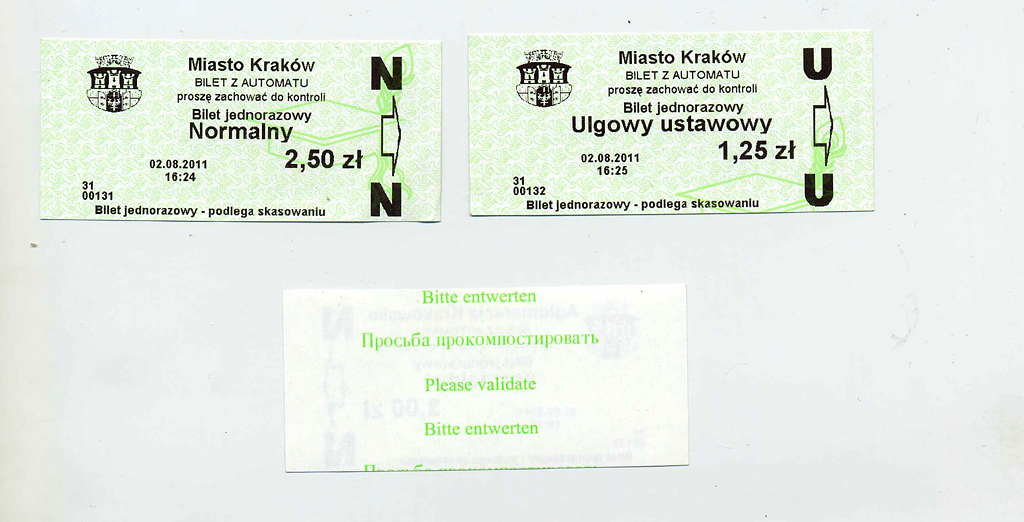 Miasto Kraków
BILET Z AUTOMATU
proszę zachować do kontroli
Bilet jednorazowy
Normalny
2,50 zł
02.08.2011
16:24
31
00131
Bilet jednorazowy - podlega skasowaniu
N
N
Miasto Kraków
BILET Z AUTOMATU
proszę zachować do kontroli
Bilet jednorazowy
Ulgowy ustawowy
1,25 zł
02.08.2011
16:25
31
00132
Bilet jednorazowy - podlega skasowaniu
U
U
Bitte entwerten
Просьба прокомпостировать
Please validate
Bitte entwerten
Просьба прокомпостировать